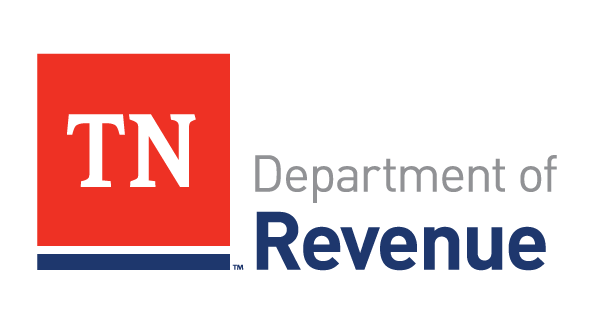 TN
™
Department of
Revenue